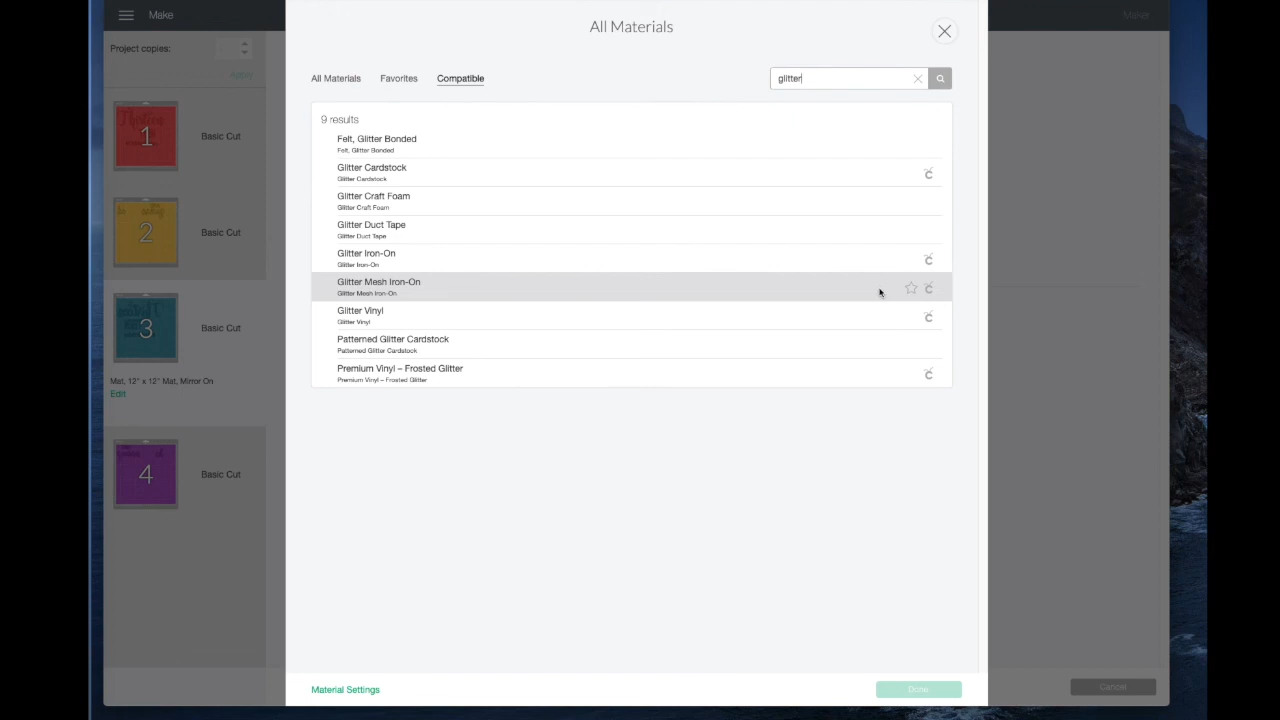 Make
Maker
All Materials
Project copies:
Apply
All Materials
Favorites
Compatible
glitter
9 results
Felt, Glitter Bonded
Felt, Glitter Bonded
Glitter Cardstock
Glitter Cardstock
Glitter Craft Foam
Glitter Craft Foam
Glitter Duct Tape
Glitter Duct Tape
Glitter Iron-On
Glitter Iron-On
Glitter Mesh Iron-On
Glitter Mesh Iron-On
Glitter Vinyl
Glitter Vinyl
Patterned Glitter Cardstock
Patterned Glitter Cardstock
Premium Vinyl – Frosted Glitter
Premium Vinyl – Frosted Glitter
Thirteen
1
Basic Cut
2
Basic Cut
3
Basic Cut
Mat, 12" x 12" Mat, Mirror On
Edit
4
Basic Cut
Material Settings
Done
Cancel